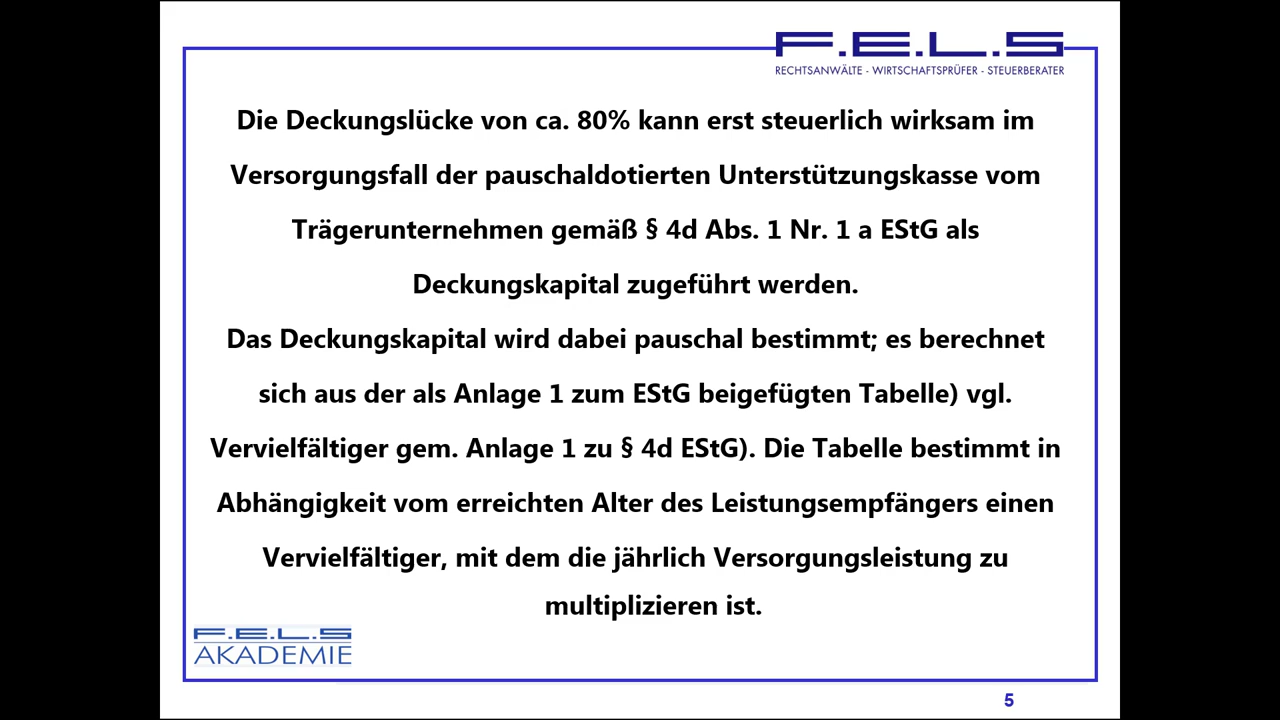 F.E.L.S
RECHTSANWÄLTE - WIRTSCHAFTSPRÜFER - STEUERBERATER
Die Deckungslücke von ca. 80% kann erst steuerlich wirksam im
Versorgungsfall der pauschaldotierten Unterstützungskasse vom
Trägerunternehmen gemäß § 4d Abs. 1 Nr. 1 a EStG als
Deckungskapital zugeführt werden.
Das Deckungskapital wird dabei pauschal bestimmt; es berechnet
sich aus der als Anlage 1 zum EStG beigefügten Tabelle) vgl.
Vervielfältiger gem. Anlage 1 zu § 4d EStG). Die Tabelle bestimmt in
Abhängigkeit vom erreichten Alter des Leistungsempfängers einen
Vervielfältiger, mit dem die jährlich Versorgungsleistung zu
multiplizieren ist.
F.E.L.S
AKADEMIE
5